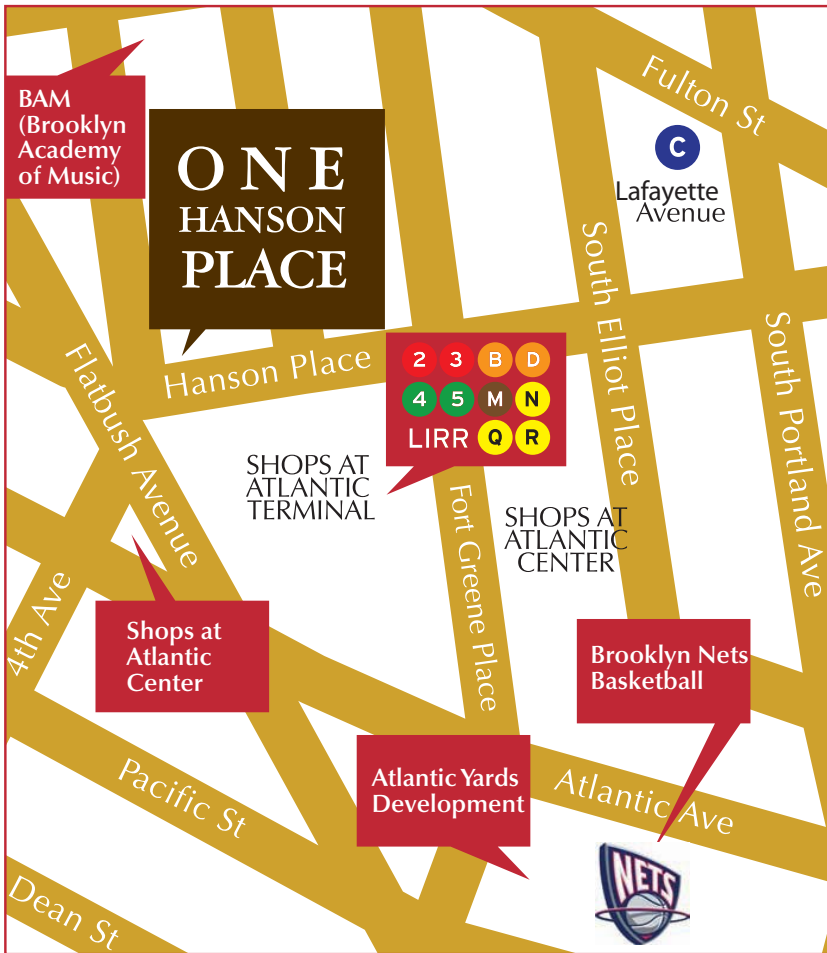 BAM
(Brooklyn
Academy
of Music)
ONE
HANSON
PLACE
Fulton St
C
Lafayette
Avenue
Flatbush Avenue
Hanson Place
2 3 B D
4 5 M N
LIRR Q R
South Elliot Place
South Portland Ave
SHOPS AT
ATLANTIC
TERMINAL
Fort Greene Place
SHOPS AT
ATLANTIC
CENTER
4th Ave
Shops at
Atlantic
Center
Brooklyn Nets
Basketball
Pacific St
Atlantic Yards
Development
Atlantic Ave
NETS
Dean St